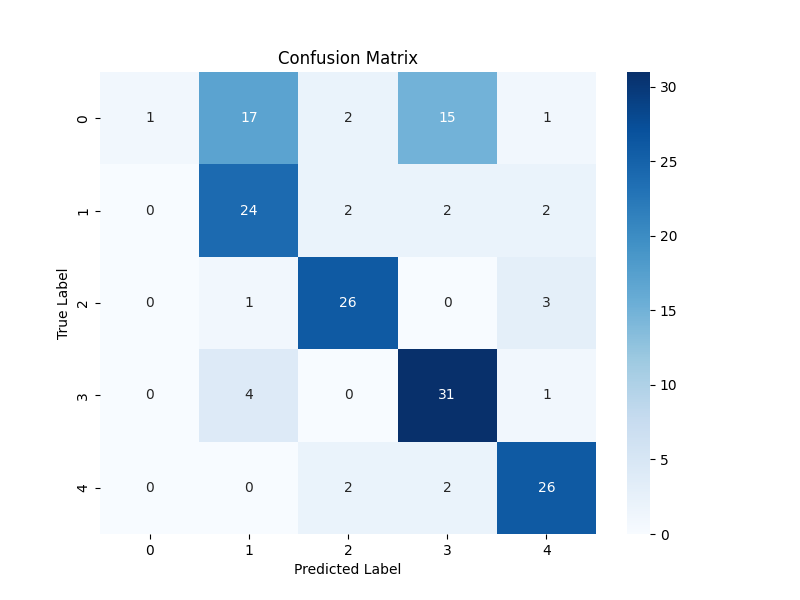 Confusion Matrix
0 1 17 2 15 1
1 0 24 2 2 2
2 0 1 26 0 3
3 0 4 0 31 1
4 0 0 2 2 26
0 1 2 3 4
Predicted Label
True Label
30
25
20
15
10
5
0